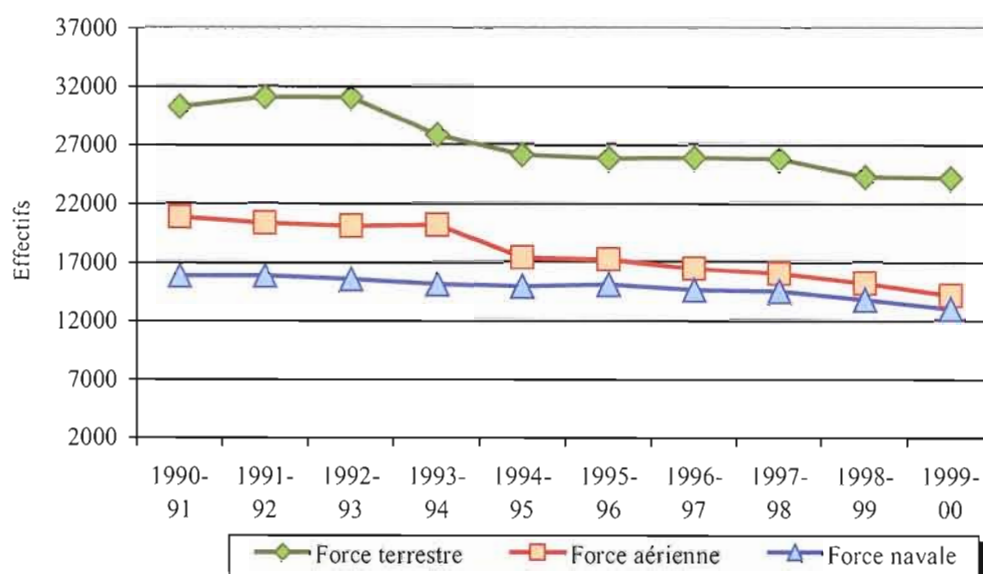 37000
32000
27000
22000
17000
12000
7000
2000
Effectifs
1990- 1991- 1992- 1993- 1994- 1995- 1996- 1997- 1998- 1999-
91 92 93 94 95 96 97 98 99 00
Force terrestre Force aérienne Force navale